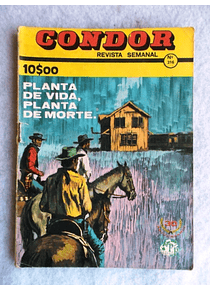 CONDOR
REVISTA SEMANAL
10$00
PLANTA
DE VIDA,
PLANTA
DE MORTE.